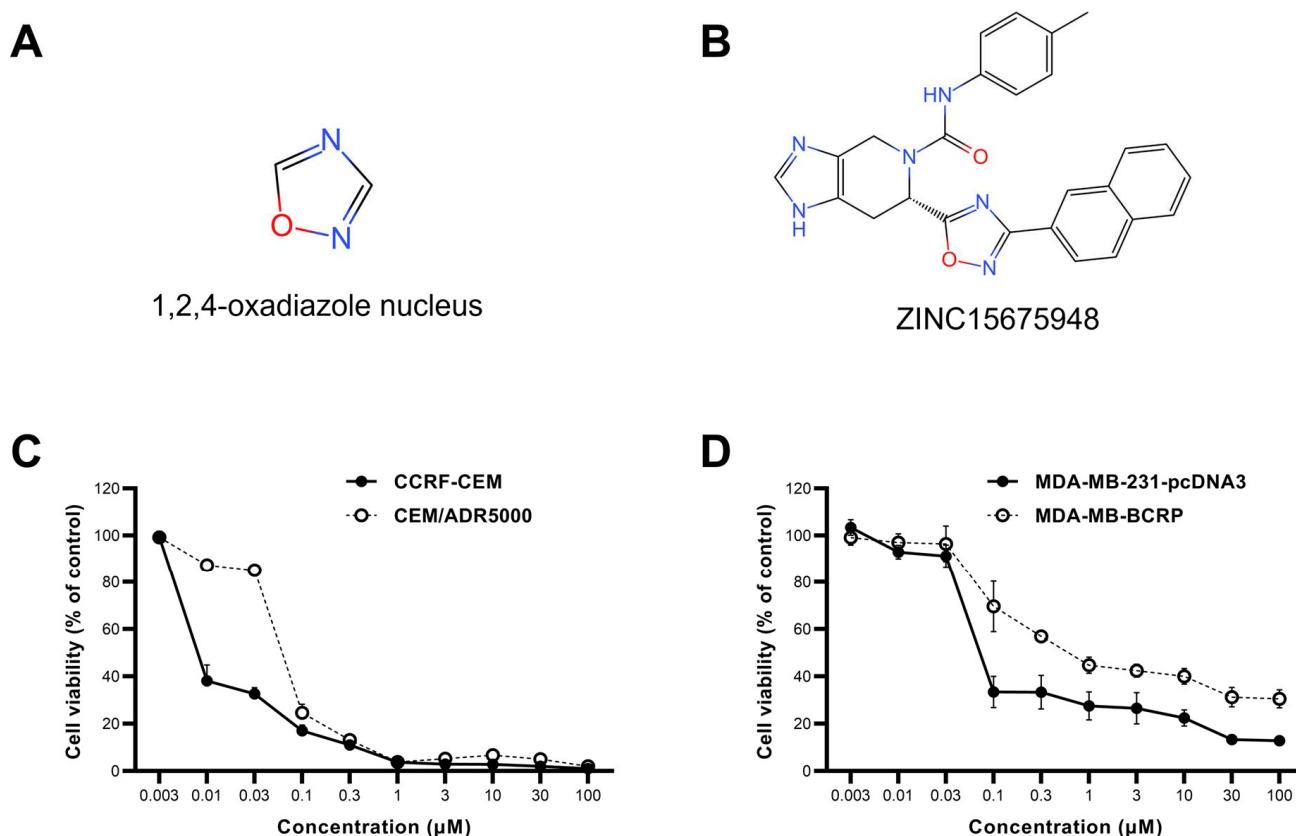 A
B
N
O
N
1,2,4-oxadiazole nucleus
HN
N
N
O
N
H
N
O
N
ZINC15675948
C
CCRF-CEM
CEM/ADR5000
Cell viability (% of control)
120
100
80
60
40
20
0
0.003 0.01 0.03 0.1 0.3 1 3 10 30 100
Concentration (µM)
D
MDA-MB-231-pcDNA3
MDA-MB-BCRP
Cell viability (% of control)
120
100
80
60
40
20
0
0.003 0.01 0.03 0.1 0.3 1 3 10 30 100
Concentration (µM)